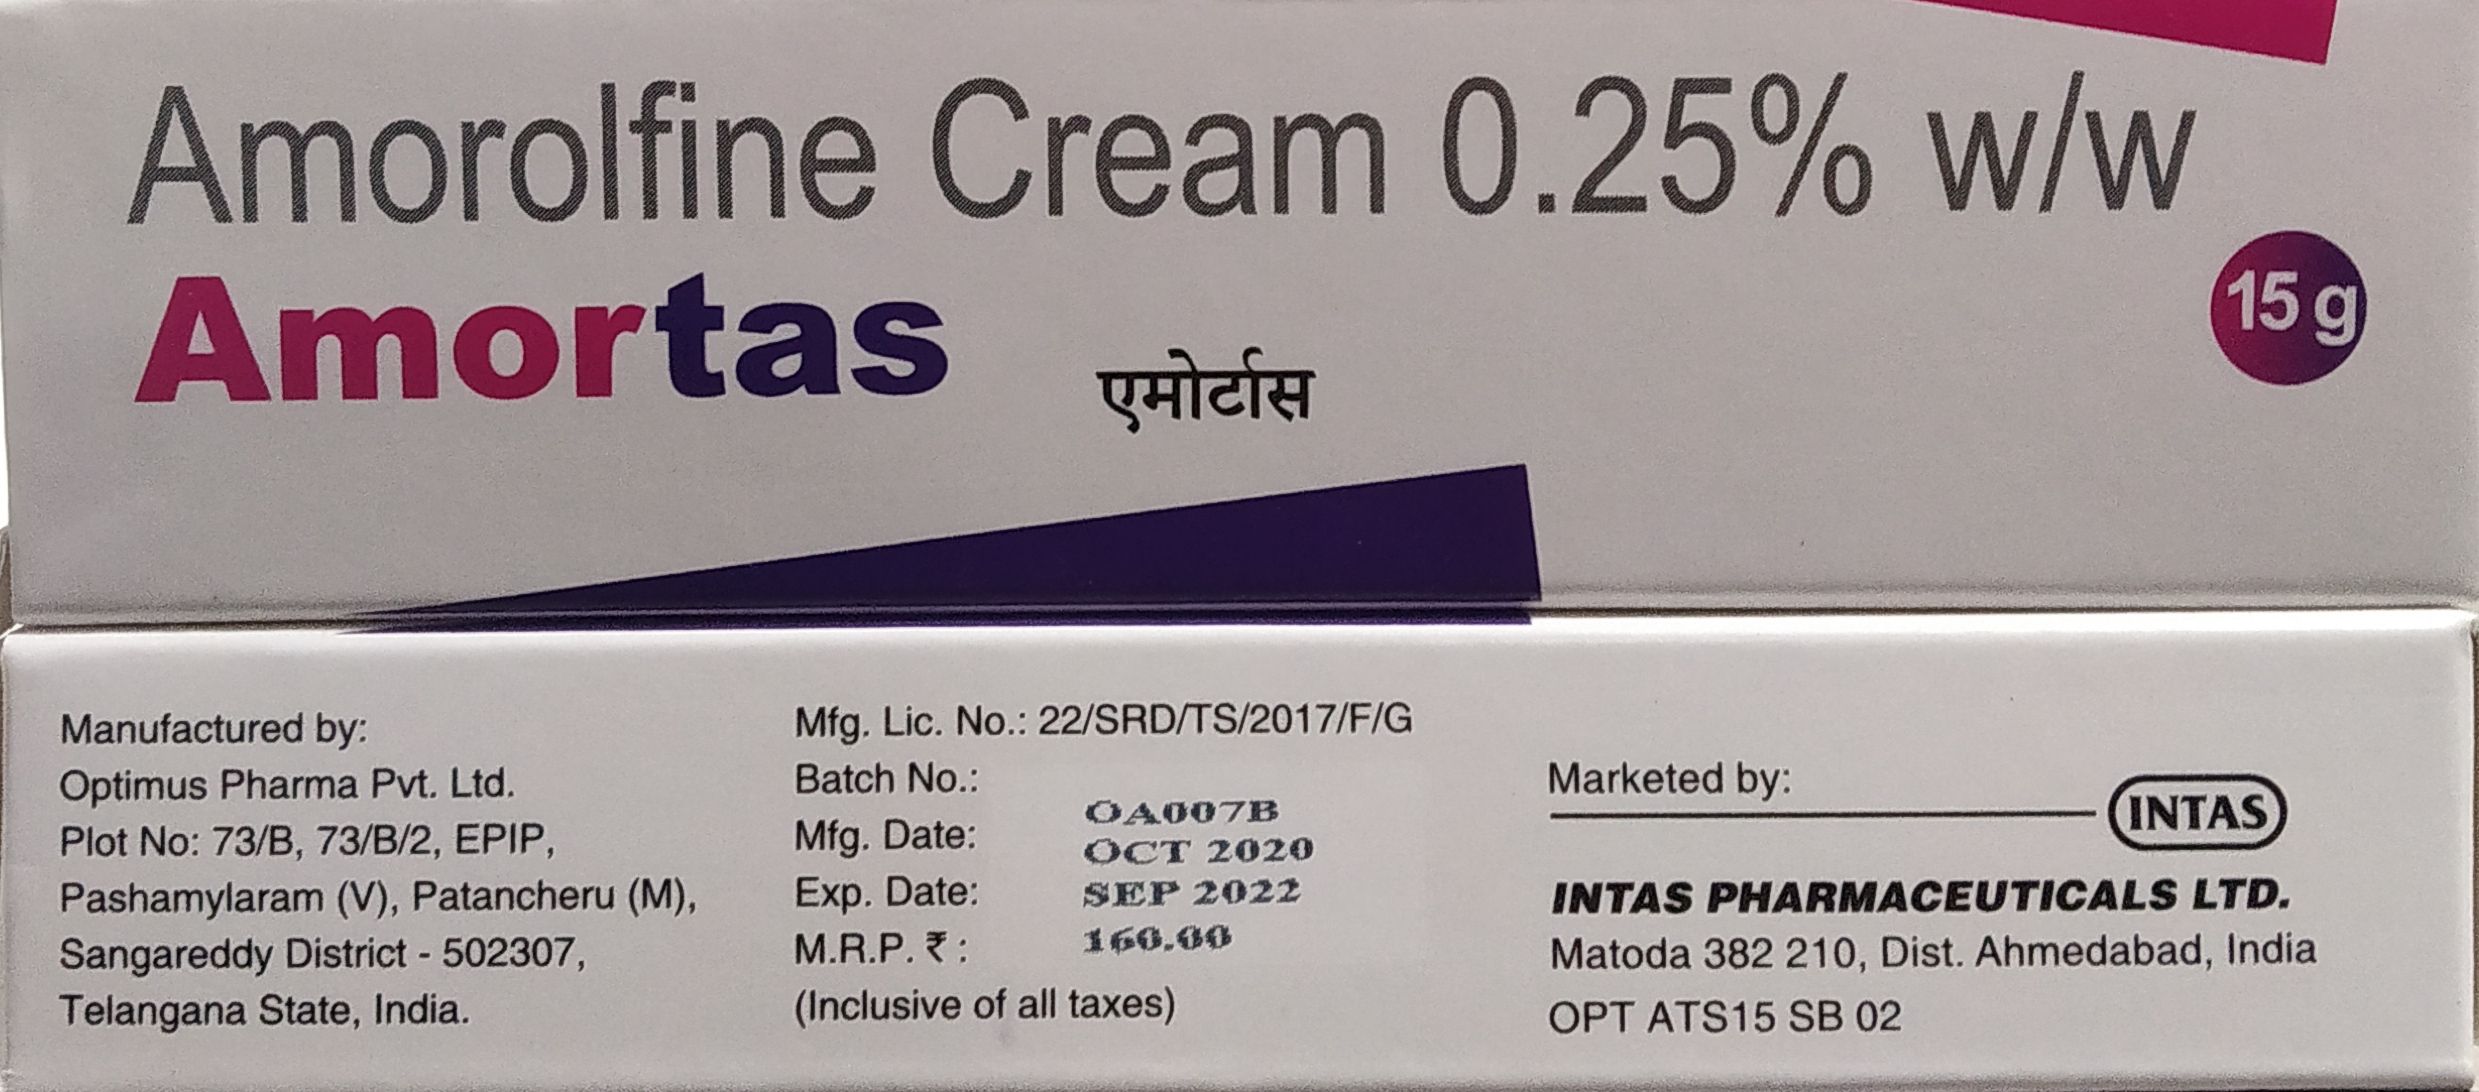 Amorolfine Cream 0.25% w/w
Amortas
एमोर्टास
15 g
Manufactured by:
Optimus Pharma Pvt. Ltd.
Plot No: 73/B, 73/B/2, EPIP,
Pashamylaram (V), Patancheru (M),
Sangareddy District - 502307,
Telangana State, India.
Mfg. Lic. No.: 22/SRD/TS/2017/F/G
Batch No.: OA007B
Mfg. Date: OCT 2020
Exp. Date: SEP 2022
M.R.P. ₹ : 160.00
(Inclusive of all taxes)
Marketed by:
INTAS
INTAS PHARMACEUTICALS LTD.
Matoda 382 210, Dist. Ahmedabad, India
OPT ATS15 SB 02